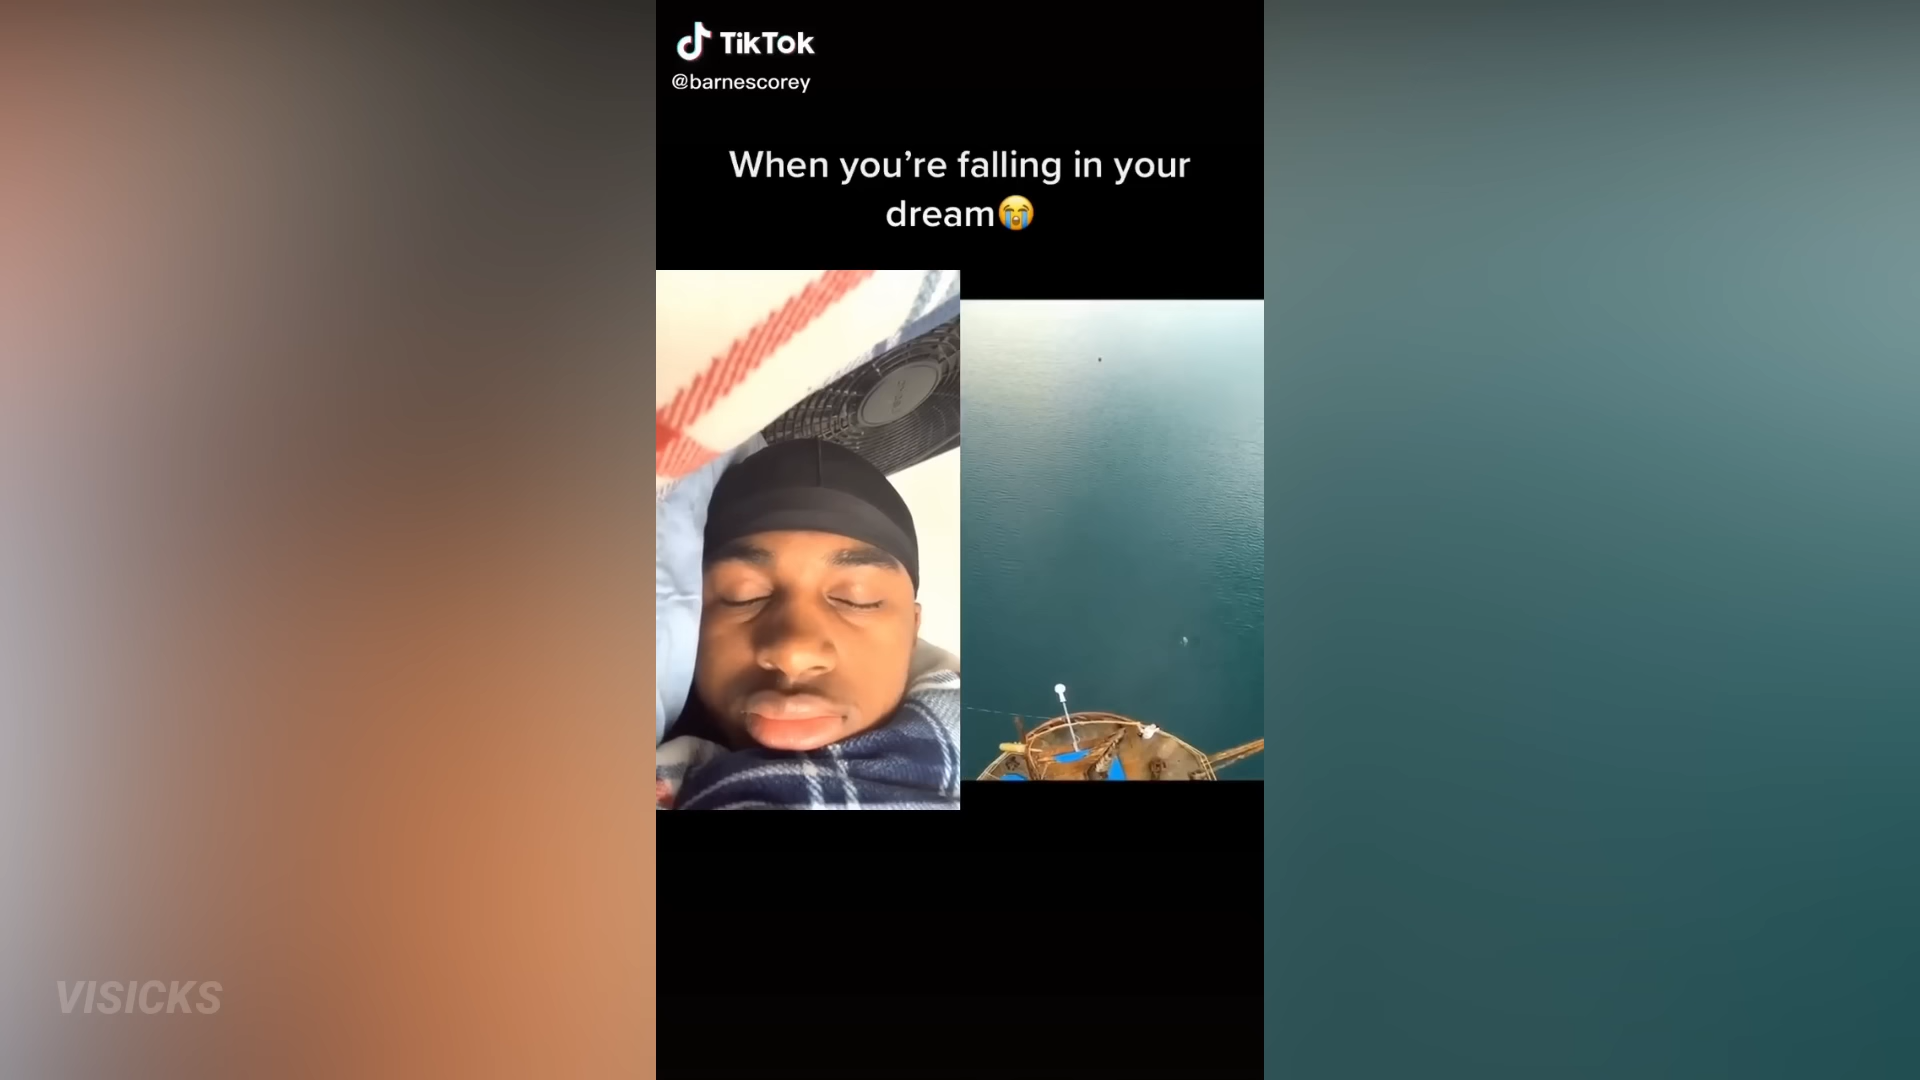 TikTok
@barnescorey
When you’re falling in your
dream😭
VISICKS